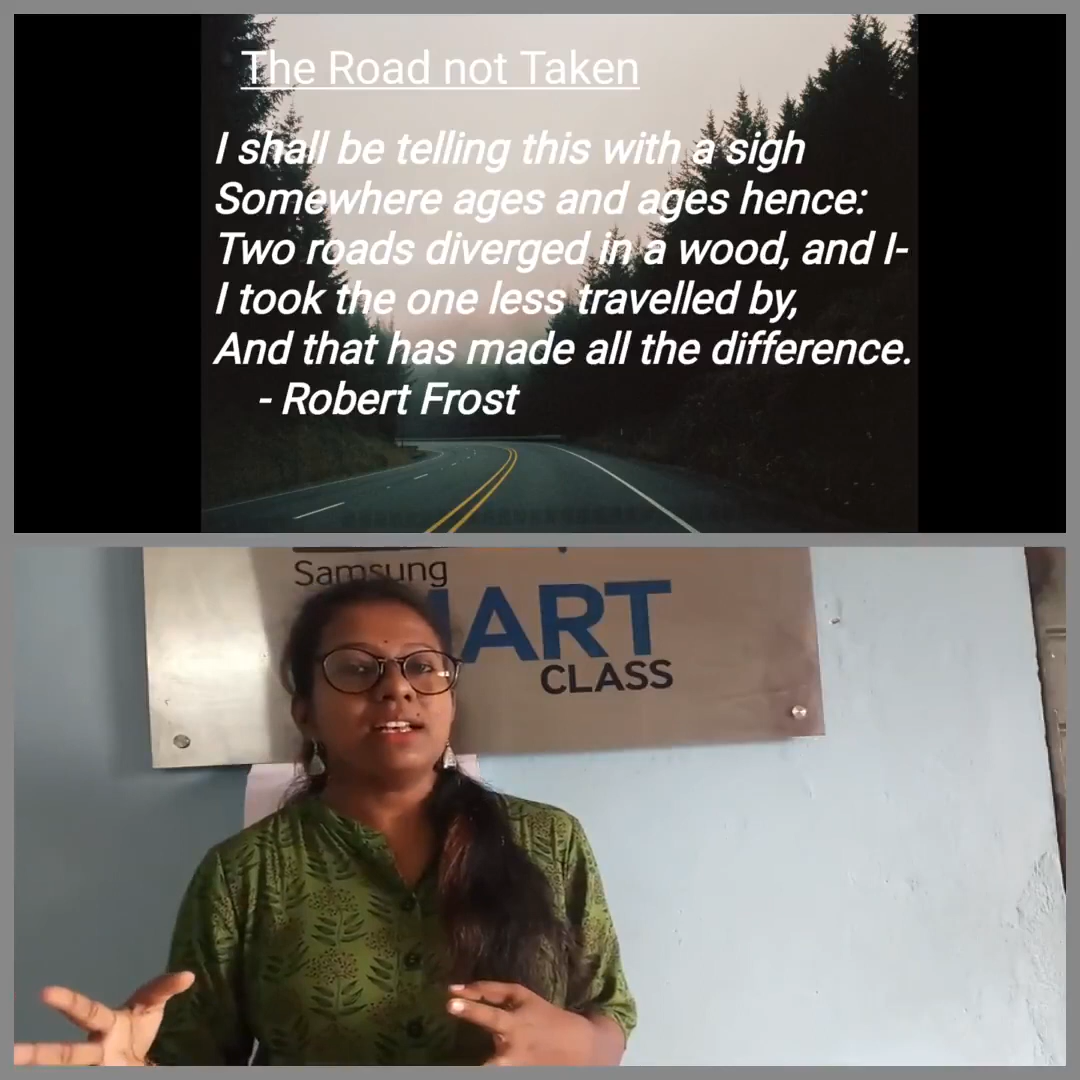 The Road not Taken
I shall be telling this with a sigh
Somewhere ages and ages hence:
Two roads diverged in a wood, and I-
I took the one less travelled by,
And that has made all the difference.
- Robert Frost
Samsung
ART
CLASS